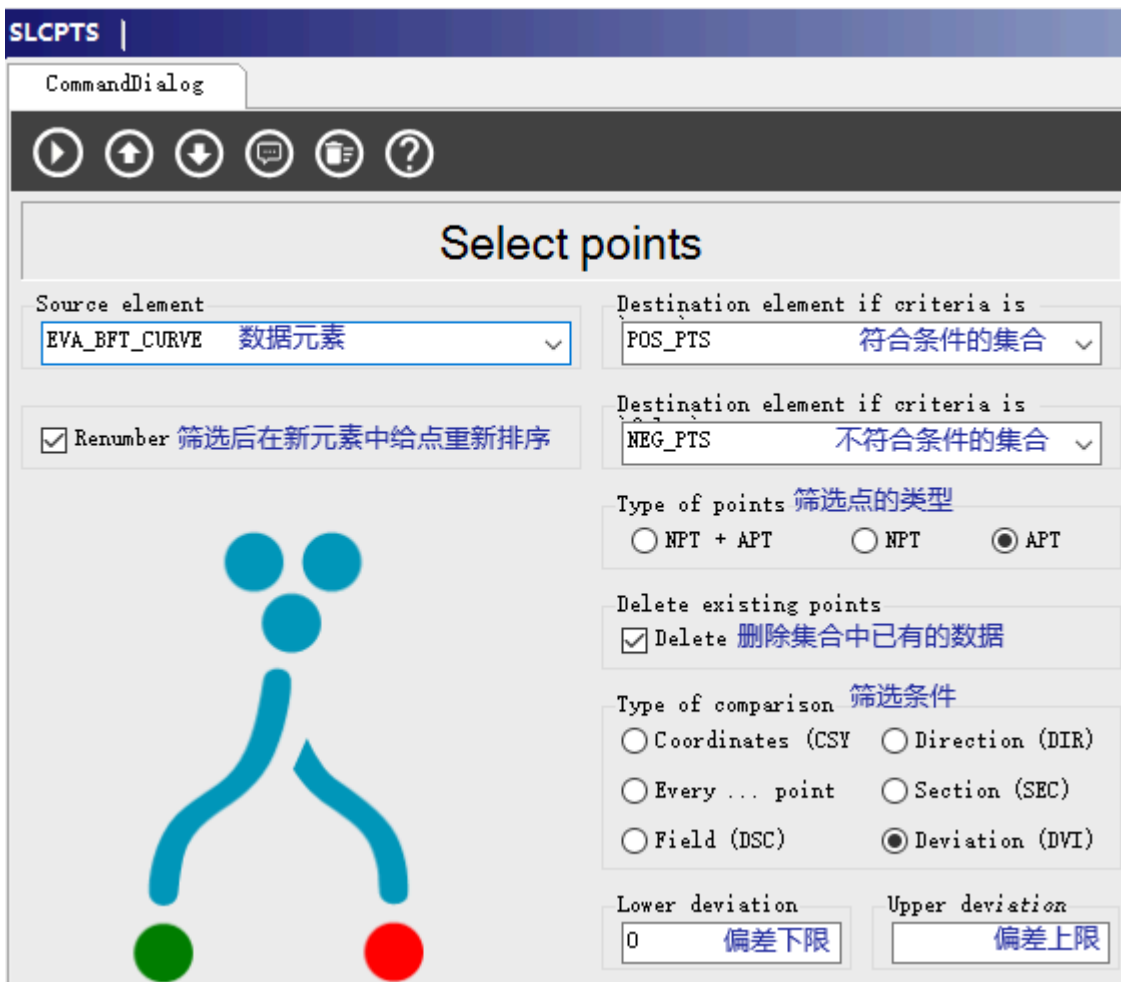 SLCPTS
CommandDialog
Select points
Source element
EVA_BFT_CURVE 数据元素
Renumber 筛选后在新元素中给点重新排序
Destination element if criteria is
POS_PTS 符合条件的集合
Destination element if criteria is
NEG_PTS 不符合条件的集合
Type of points 筛选点的类型
NPT + APT NPT APT
Delete existing points
Delete 删除集合中已有的数据
Type of comparison 筛选条件
Coordinates (CSY Direction (DIR)
Every ... point Section (SEC)
Field (DSC) Deviation (DVI)
Lower deviation Upper deviation
0 偏差下限 偏差上限